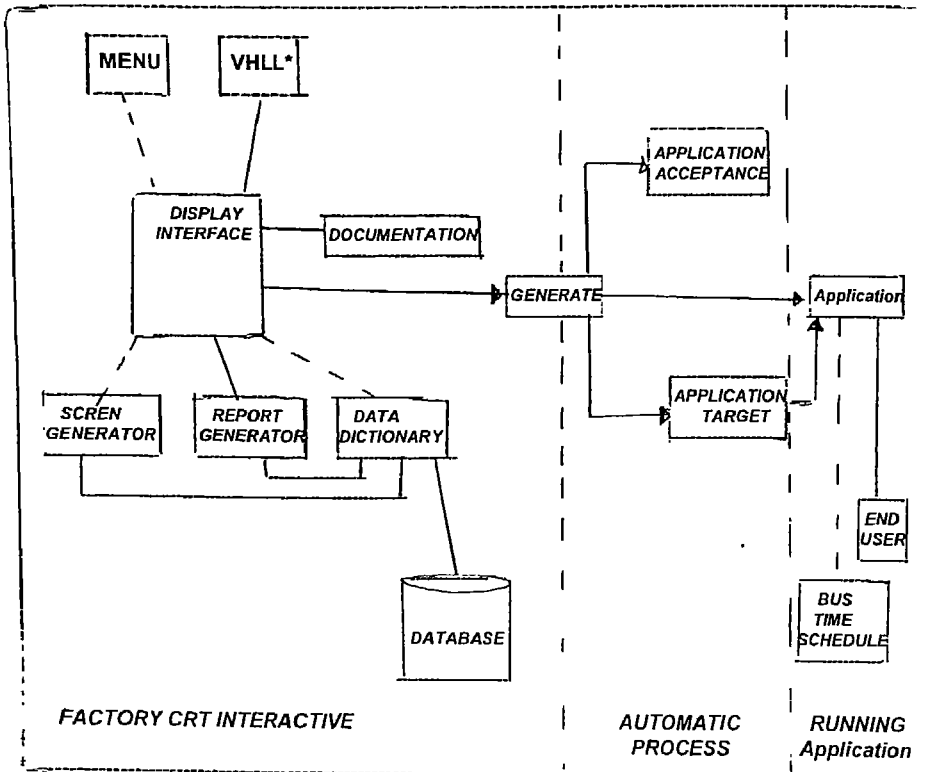 MENU
VHLL*
DISPLAY
INTERFACE
DOCUMENTATION
APPLICATION
ACCEPTANCE
GENERATE
Application
SCREN
GENERATOR
REPORT
GENERATOR
DATA
DICTIONARY
APPLICATION
TARGET
END
USER
BUS
TIME
SCHEDULE
DATABASE
FACTORY CRT INTERACTIVE
AUTOMATIC
PROCESS
RUNNING
Application